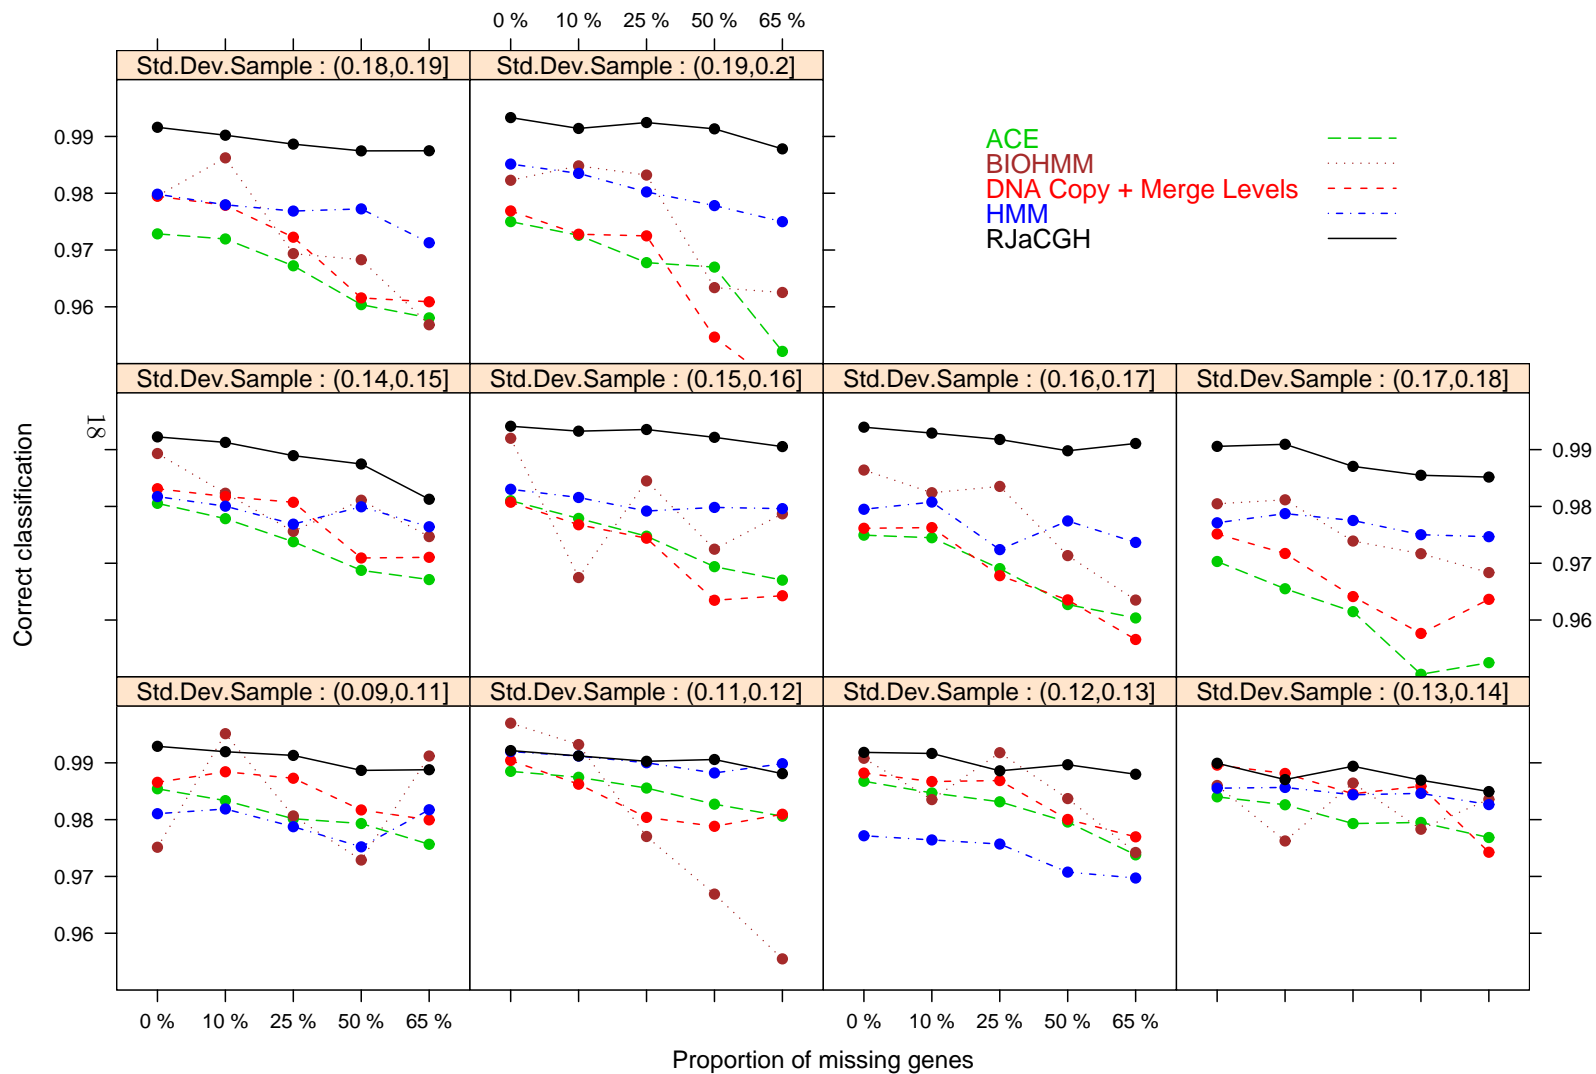 0 % 10 % 25 % 50 % 65 %
Std.Dev.Sample : (0.18,0.19]
Std.Dev.Sample : (0.19,0.2]
0.99
0.98
0.97
0.96
ACE
BIOHMM
DNA Copy + Merge Levels
HMM
RJaCGH
Std.Dev.Sample : (0.14,0.15]
Std.Dev.Sample : (0.15,0.16]
Std.Dev.Sample : (0.16,0.17]
Std.Dev.Sample : (0.17,0.18]
18
Correct classification
0.99
0.98
0.97
0.96
Std.Dev.Sample : (0.09,0.11]
Std.Dev.Sample : (0.11,0.12]
Std.Dev.Sample : (0.12,0.13]
Std.Dev.Sample : (0.13,0.14]
0.99
0.98
0.97
0.96
0 % 10 % 25 % 50 % 65 %
0 % 10 % 25 % 50 % 65 %
Proportion of missing genes